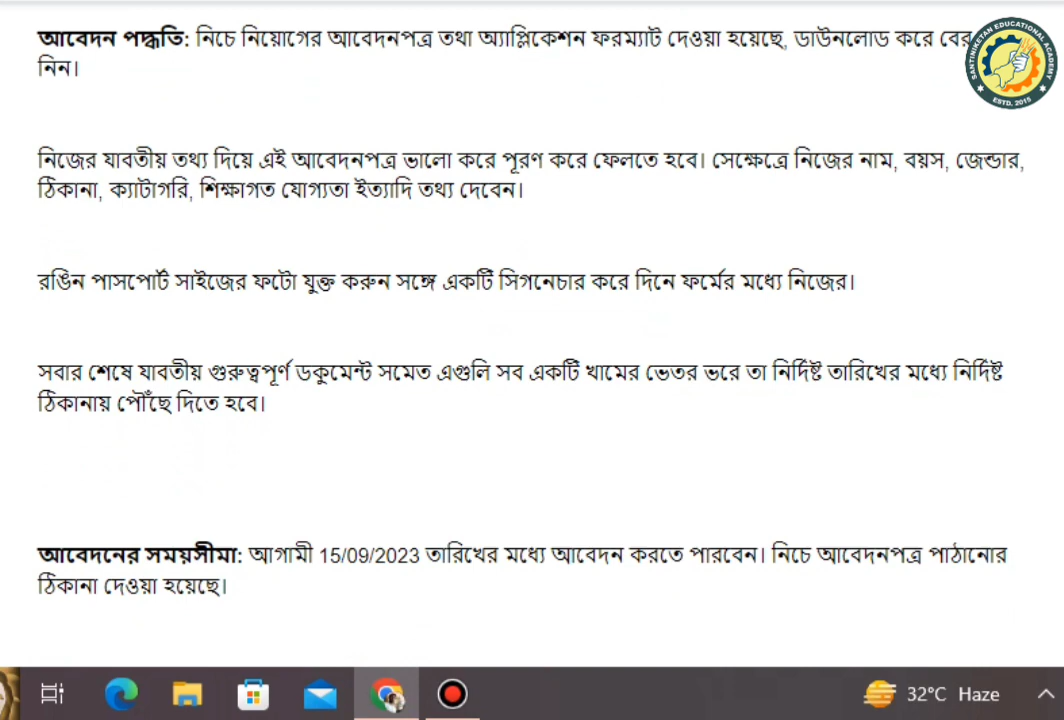 আবেদন পদ্ধতি: নিচে নিয়োগের আবেদনপত্র তথা অ্যাপ্লিকেশন ফরম্যাট দেওয়া হয়েছে, ডাউনলোড করে বের
নিন।
নিজের যাবতীয় তথ্য দিয়ে এই আবেদনপত্র ভালো করে পূরণ করে ফেলতে হবে। সেক্ষেত্রে নিজের নাম, বয়স, জেন্ডার,
ঠিকানা, ক্যাটাগরি, শিক্ষাগত যোগ্যতা ইত্যাদি তথ্য দেবেন।
রঙিন পাসপোর্ট সাইজের ফটো যুক্ত করুন সঙ্গে একটি সিগনেচার করে দিনে ফর্মের মধ্যে নিজের।
সবার শেষে যাবতীয় গুরুত্বপূর্ণ ডকুমেন্ট সমেত এগুলি সব একটি খামের ভেতর ভরে তা নির্দিষ্ট তারিখের মধ্যে নির্দিষ্ট
ঠিকানায় পৌঁছে দিতে হবে।
আবেদনের সময়সীমা: আগামী 15/09/2023 তারিখের মধ্যে আবেদন করতে পারবেন। নিচে আবেদনপত্র পাঠানোর
ঠিকানা দেওয়া হয়েছে।
SANTINIKETAN EDUCATIONAL ACADEMY
ESTD. 2015
32°C Haze